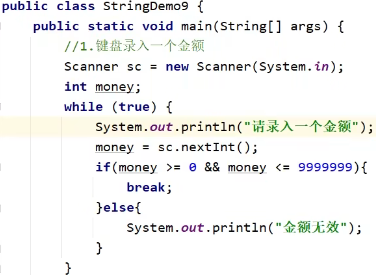 public class StringDemo9 {
    public static void main(String[] args) {
        //1.键盘录入一个金额
        Scanner sc = new Scanner(System.in);
        int money;
        while (true) {
            System.out.println("请录入一个金额");
            money = sc.nextInt();
            if(money >= 0 && money <= 9999999){
                break;
            }else{
                System.out.println("金额无效");
            }
        }